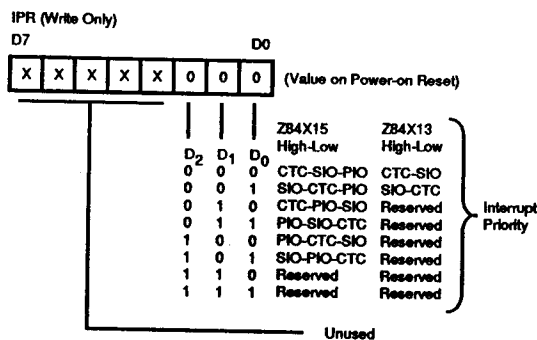 IPR (Write Only)
D7 D0
X X X X X 0 0 0 (Value on Power-on Reset)
Z84X15 Z84X13
High-Low High-Low
D2 D1 D0
0 0 0 CTC-SIO-PIO CTC-SIO
0 0 1 SIO-CTC-PIO SIO-CTC
0 1 0 CTC-PIO-SIO Reserved
0 1 1 PIO-SIO-CTC Reserved
1 0 0 PIO-CTC-SIO Reserved
1 0 1 SIO-PIO-CTC Reserved
1 1 0 Reserved Reserved
1 1 1 Reserved Reserved
Interrupt
Priority
Unused